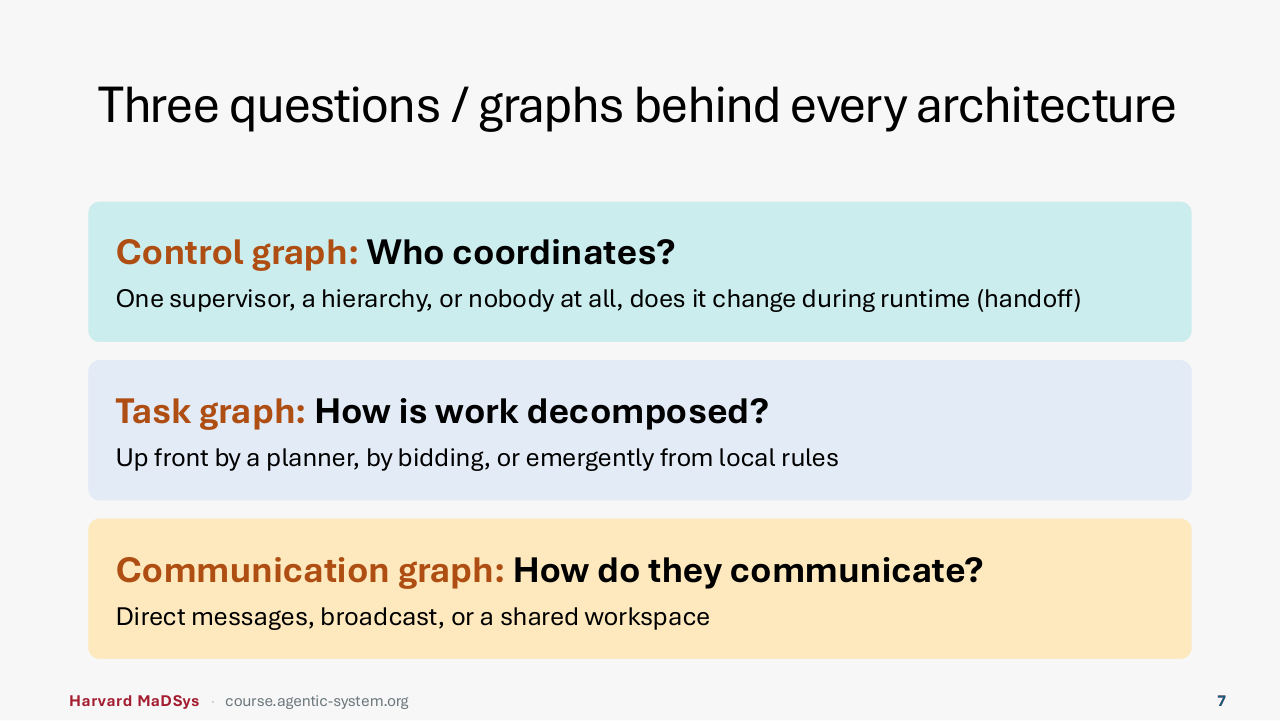 Three questions / graphs behind every architecture
Control graph: Who coordinates?
One supervisor, a hierarchy, or nobody at all, does it change during runtime (handoff)
Task graph: How is work decomposed?
Up front by a planner, by bidding, or emergently from local rules
Communication graph: How do they communicate?
Direct messages, broadcast, or a shared workspace
Harvard MaDSys · course.agentic-system.org
7